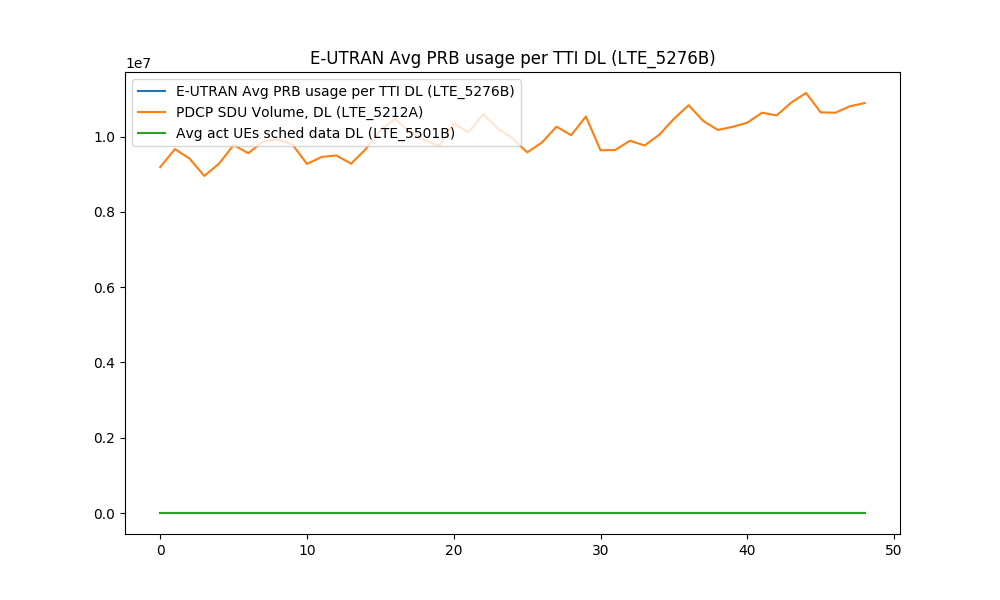 E-UTRAN Avg PRB usage per TTI DL (LTE_5276B)
1e7
E-UTRAN Avg PRB usage per TTI DL (LTE_5276B)
PDCP SDU Volume, DL (LTE_5212A)
Avg act UEs sched data DL (LTE_5501B)
1.0
0.8
0.6
0.4
0.2
0.0
0 10 20 30 40 50